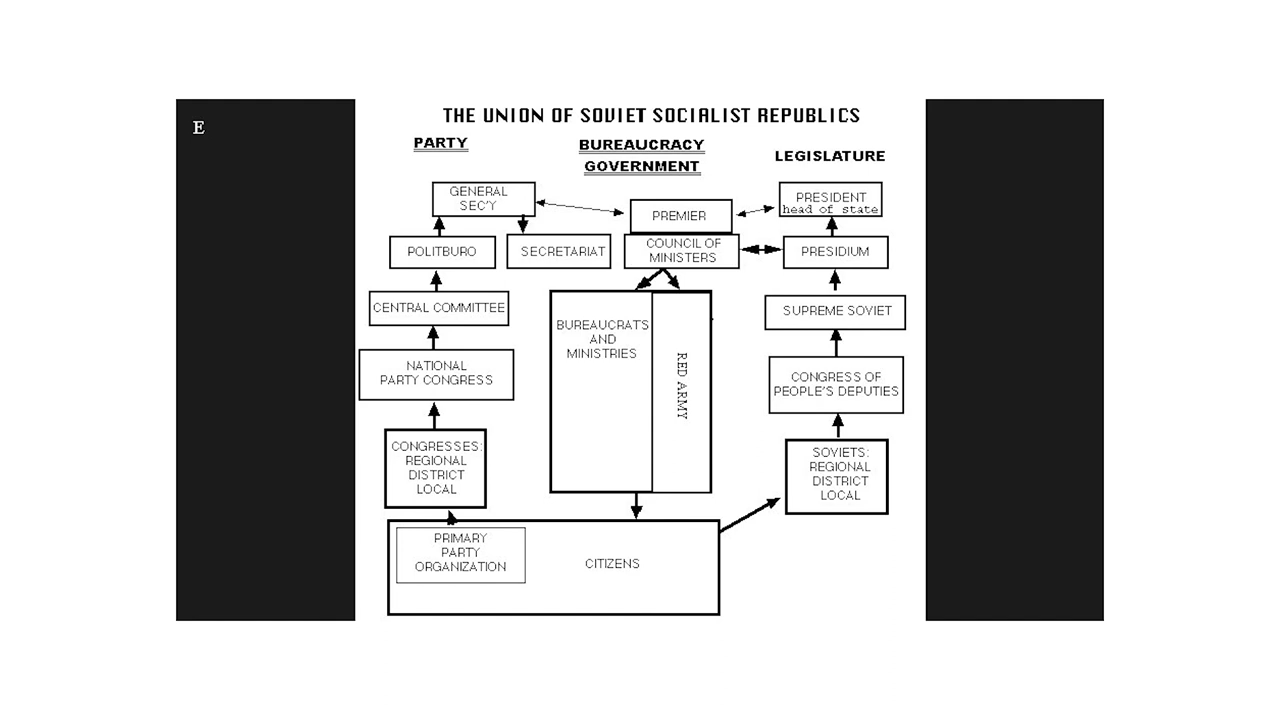 E
THE UNION OF SOVIET SOCIALIST REPUBLICS
PARTY
BUREAUCRACY
GOVERNMENT
LEGISLATURE
GENERAL
SEC'Y
PREMIER
PRESIDENT
head of state
POLITBURO
SECRETARIAT
COUNCIL OF
MINISTERS
PRESIDIUM
CENTRAL COMMITTEE
BUREAUCRATS
AND
MINISTRIES
RED ARMY
SUPREME SOVIET
NATIONAL
PARTY CONGRESS
CONGRESS OF
PEOPLE'S DEPUTIES
CONGRESSES:
REGIONAL
DISTRICT
LOCAL
SOVIETS:
REGIONAL
DISTRICT
LOCAL
PRIMARY
PARTY
ORGANIZATION
CITIZENS